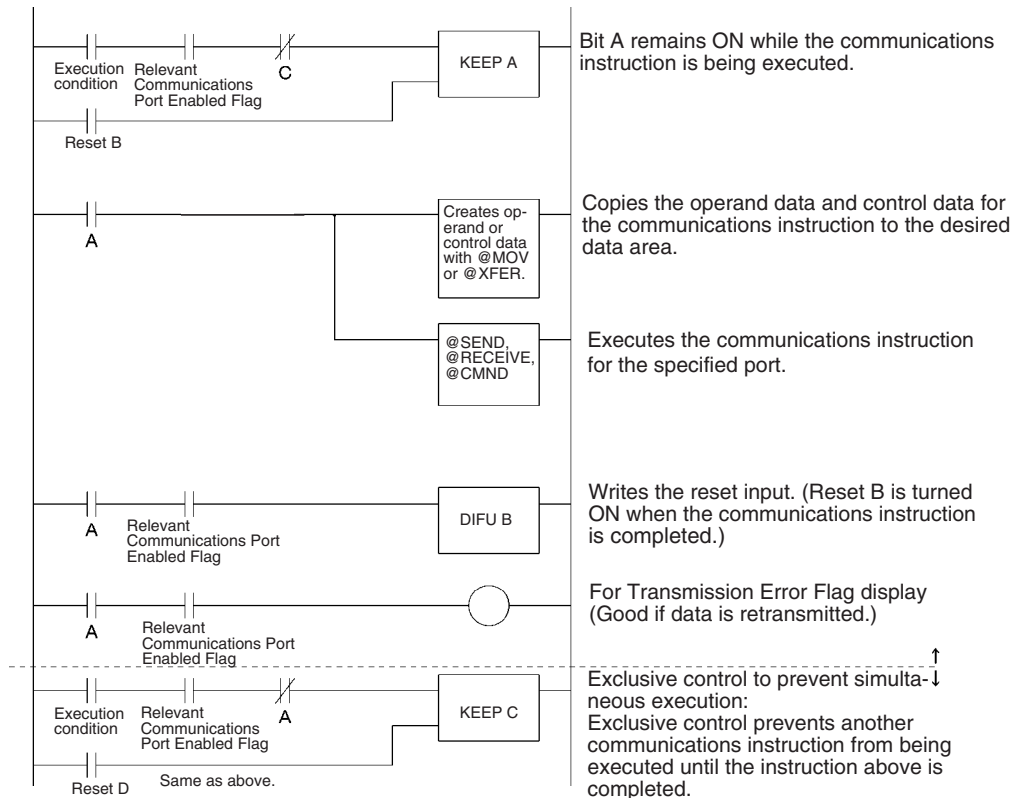 Execution
condition
Relevant
Communications
Port Enabled Flag
C
KEEP A
Bit A remains ON while the communications
instruction is being executed.
Reset B
A
Creates op-
erand or
control data
with @MOV
or @XFER.
Copies the operand data and control data for
the communications instruction to the desired
data area.
@SEND,
@RECEIVE,
@CMND
Executes the communications instruction
for the specified port.
A
Relevant
Communications Port
Enabled Flag
DIFU B
Writes the reset input. (Reset B is turned
ON when the communications instruction
is completed.)
A
Relevant
Communications Port
Enabled Flag
For Transmission Error Flag display
(Good if data is retransmitted.)
↑
↓
Execution
condition
Relevant
Communications
Port Enabled Flag
A
KEEP C
Exclusive control to prevent simulta-
neous execution:
Exclusive control prevents another
communications instruction from being
executed until the instruction above is
completed.
Reset D
Same as above.